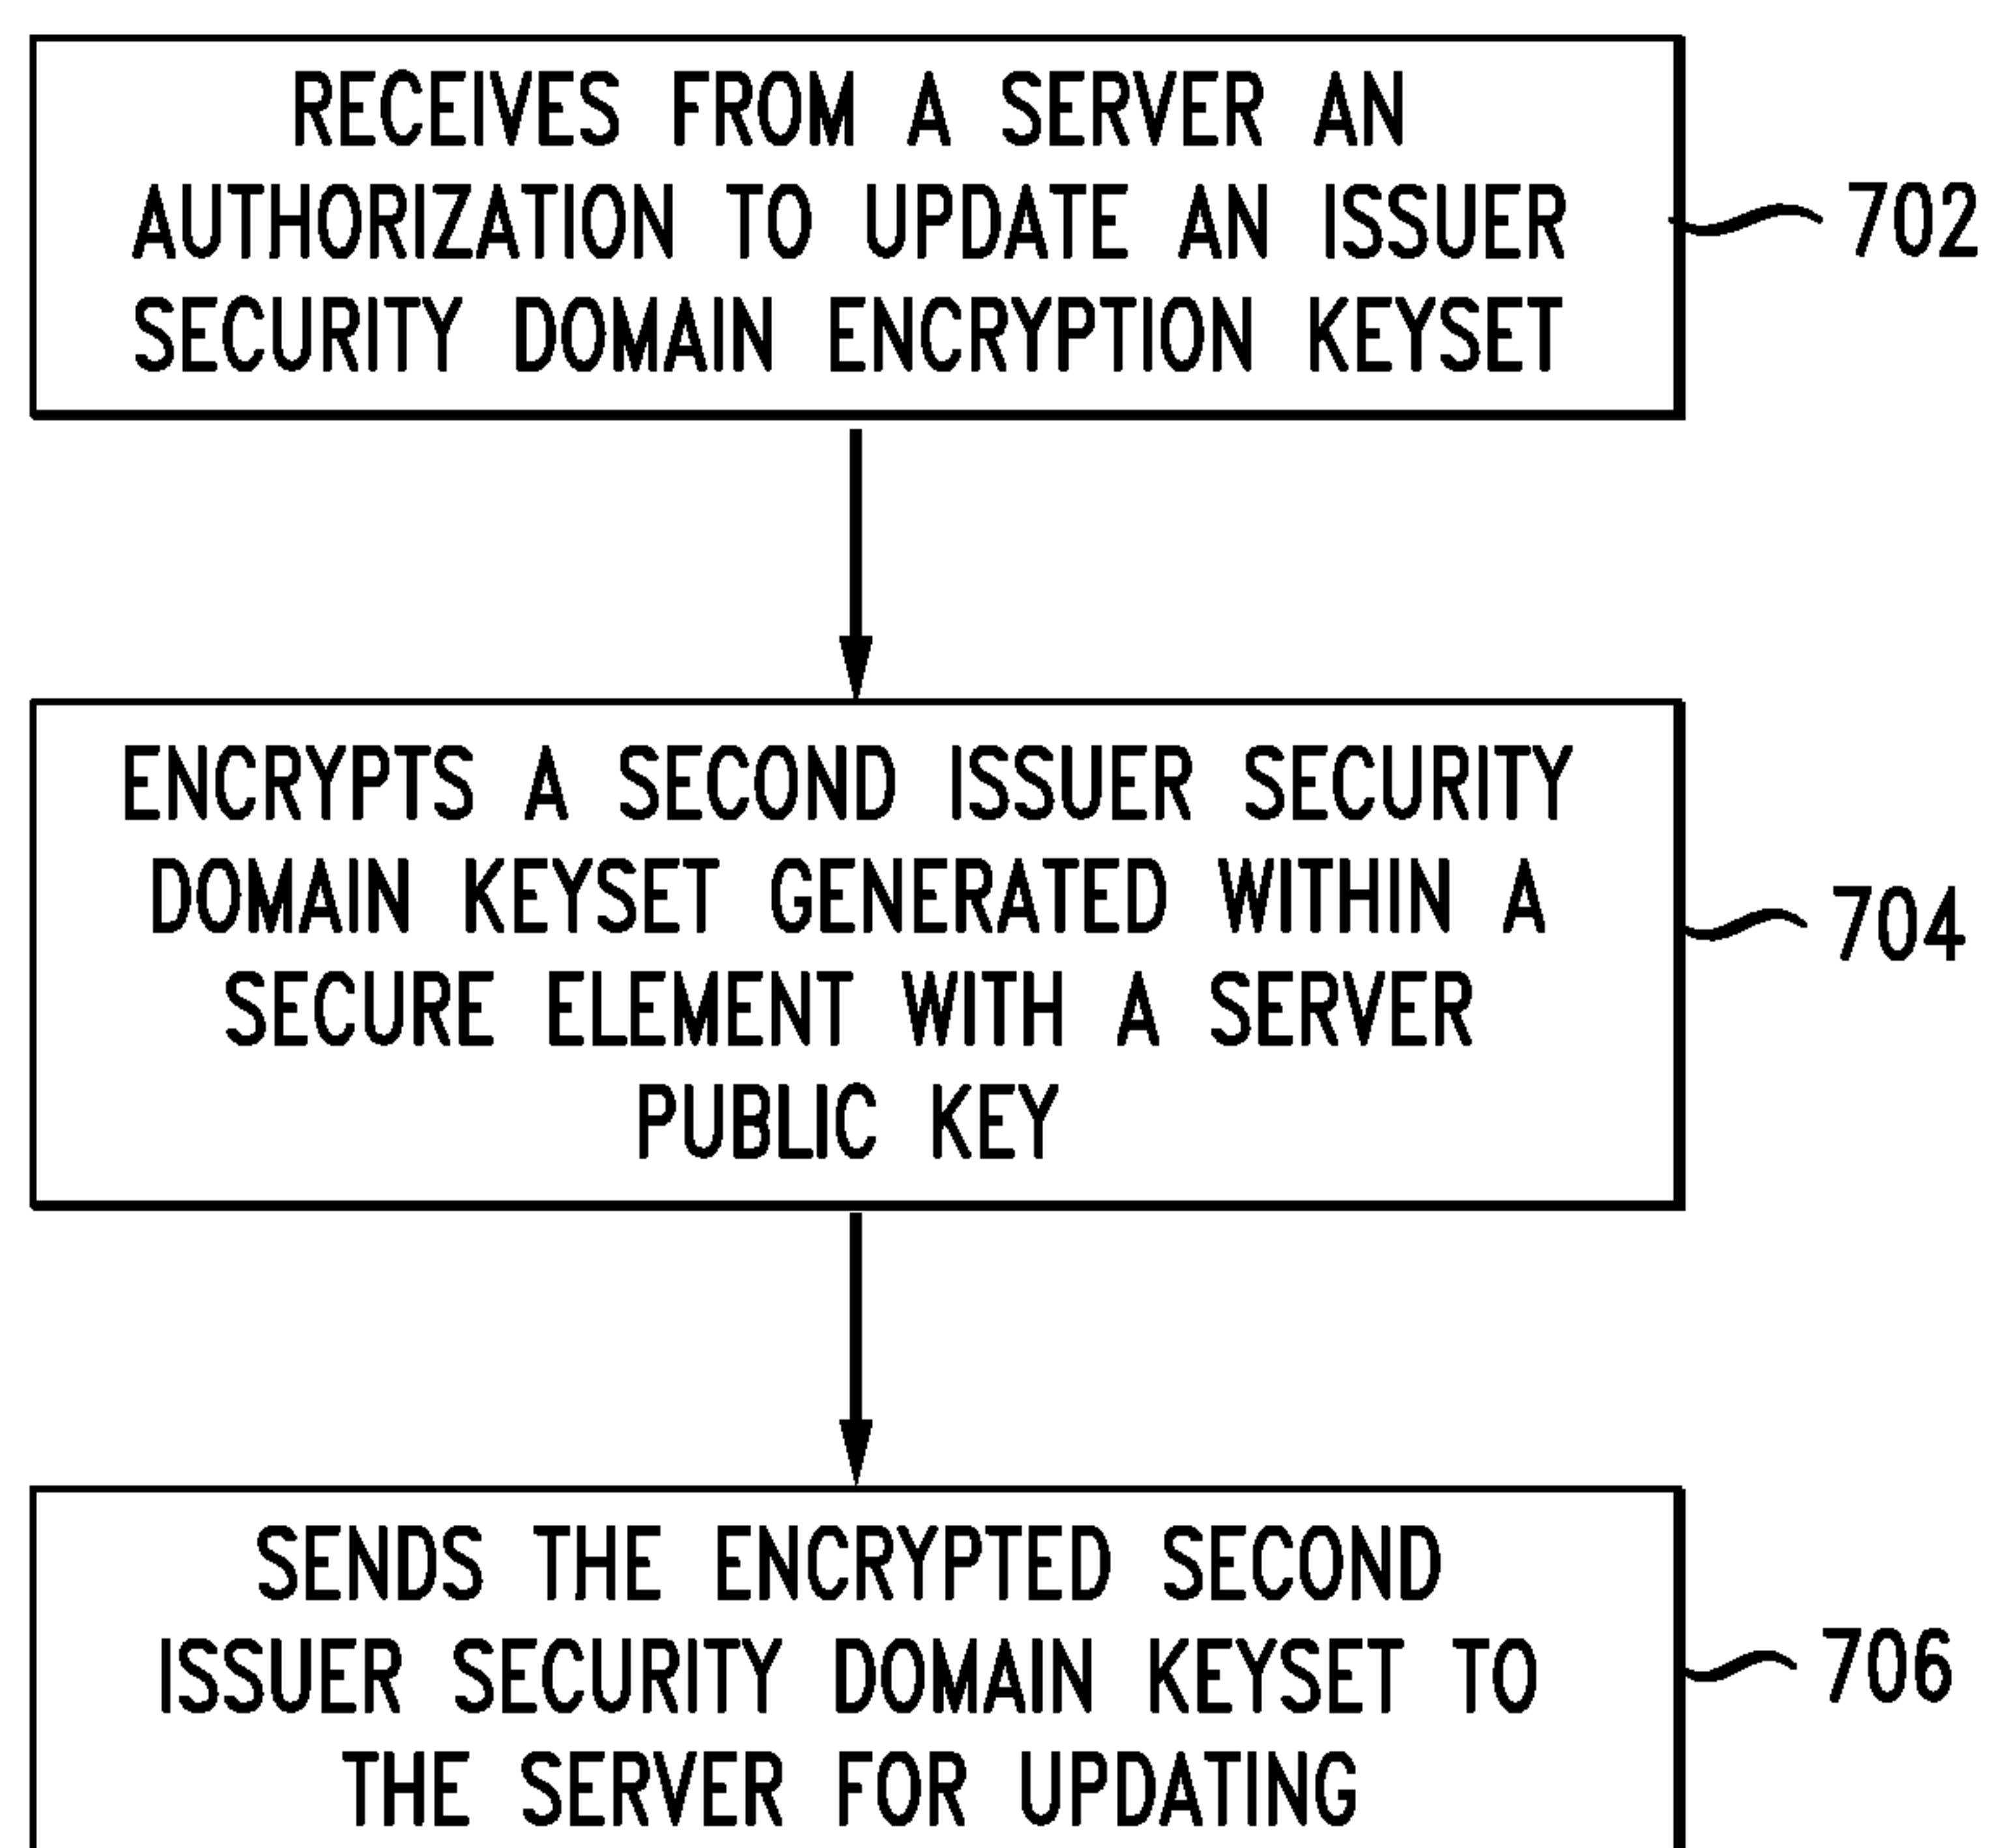 RECEIVES FROM A SERVER AN
AUTHORIZATION TO UPDATE AN ISSUER
SECURITY DOMAIN ENCRYPTION KEYSET
702
ENCRYPTS A SECOND ISSUER SECURITY
DOMAIN KEYSET GENERATED WITHIN A
SECURE ELEMENT WITH A SERVER
PUBLIC KEY
704
SENDS THE ENCRYPTED SECOND
ISSUER SECURITY DOMAIN KEYSET TO
THE SERVER FOR UPDATING
706